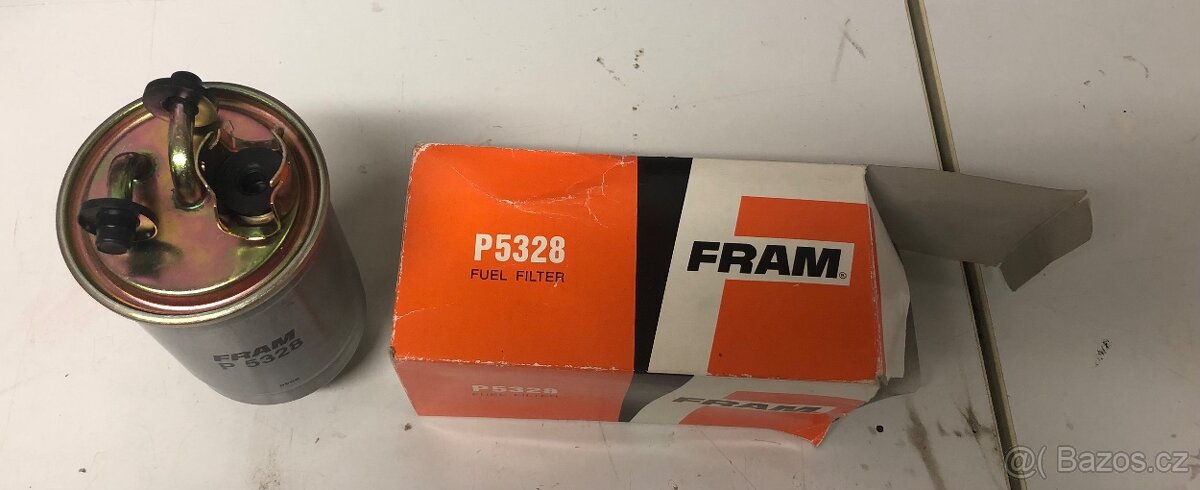 FRAM
P 5328
P5328
FUEL FILTER
FRAM®
P5328
FUEL FILTER
FRAM
@( Bazos.cz